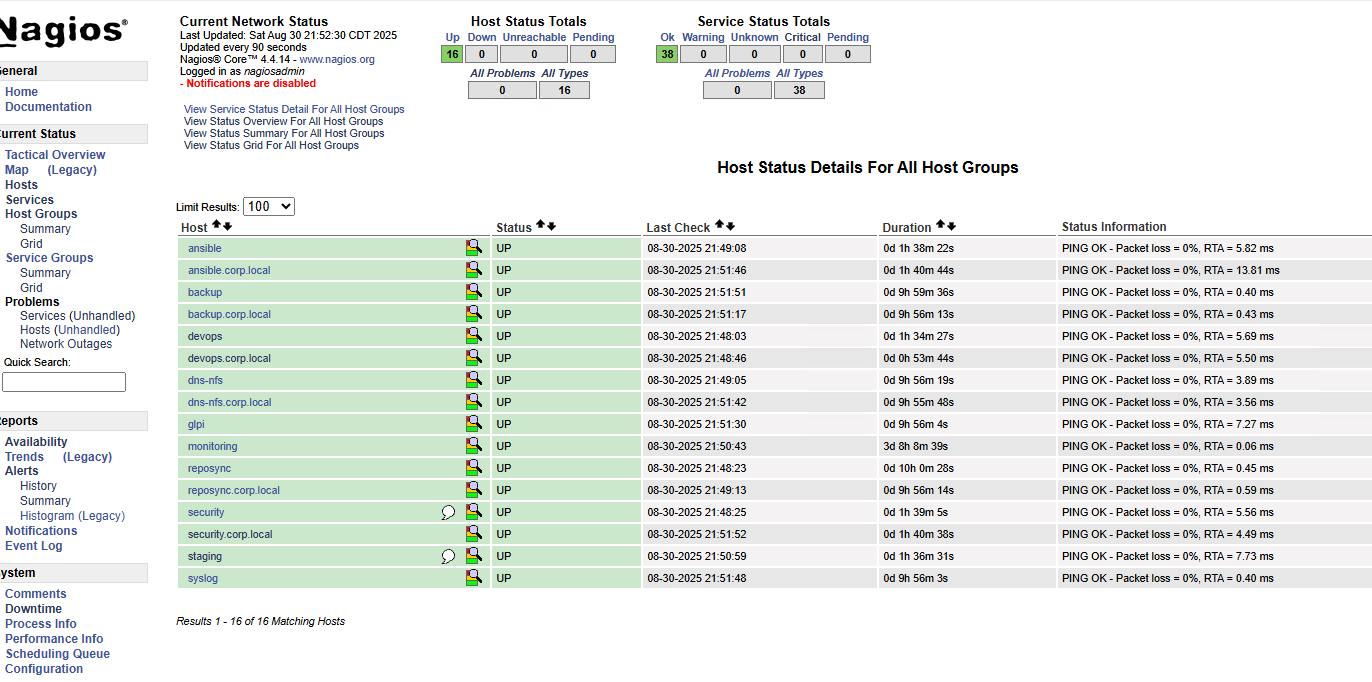 Nagios®
General
Home
Documentation
Current Status
Tactical Overview
Map (Legacy)
Hosts
Services
Host Groups
Summary
Grid
Service Groups
Summary
Grid
Problems
Services (Unhandled)
Hosts (Unhandled)
Network Outages
Quick Search:
Reports
Availability
Trends (Legacy)
Alerts
History
Summary
Histogram (Legacy)
Notifications
Event Log
System
Comments
Downtime
Process Info
Performance Info
Scheduling Queue
Configuration
Current Network Status
Last Updated: Sat Aug 30 21:52:30 CDT 2025
Updated every 90 seconds
Nagios® Core™ 4.4.14 - www.nagios.org
Logged in as nagiosadmin
- Notifications are disabled
View Service Status Detail For All Host Groups
View Status Overview For All Host Groups
View Status Summary For All Host Groups
View Status Grid For All Host Groups
Host Status Totals
Up Down Unreachable Pending
16 0 0 0
All Problems All Types
0 16
Service Status Totals
Ok Warning Unknown Critical Pending
38 0 0 0 0
All Problems All Types
0 38
Host Status Details For All Host Groups
Limit Results: 100
Host Status Last Check Duration Status Information
ansible UP 08-30-2025 21:49:08 0d 1h 38m 22s PING OK - Packet loss = 0%, RTA = 5.82 ms
ansible.corp.local UP 08-30-2025 21:51:46 0d 1h 40m 44s PING OK - Packet loss = 0%, RTA = 13.81 ms
backup UP 08-30-2025 21:51:51 0d 9h 59m 36s PING OK - Packet loss = 0%, RTA = 0.40 ms
backup.corp.local UP 08-30-2025 21:51:17 0d 9h 56m 13s PING OK - Packet loss = 0%, RTA = 0.43 ms
devops UP 08-30-2025 21:48:03 0d 1h 34m 27s PING OK - Packet loss = 0%, RTA = 5.69 ms
devops.corp.local UP 08-30-2025 21:48:46 0d 0h 53m 44s PING OK - Packet loss = 0%, RTA = 5.50 ms
dns-nfs UP 08-30-2025 21:49:05 0d 9h 56m 19s PING OK - Packet loss = 0%, RTA = 3.89 ms
dns-nfs.corp.local UP 08-30-2025 21:51:42 0d 9h 55m 48s PING OK - Packet loss = 0%, RTA = 3.56 ms
glpi UP 08-30-2025 21:51:30 0d 9h 56m 4s PING OK - Packet loss = 0%, RTA = 7.27 ms
monitoring UP 08-30-2025 21:50:43 3d 8h 8m 39s PING OK - Packet loss = 0%, RTA = 0.06 ms
reposync UP 08-30-2025 21:48:23 0d 10h 0m 28s PING OK - Packet loss = 0%, RTA = 0.45 ms
reposync.corp.local UP 08-30-2025 21:49:13 0d 9h 56m 14s PING OK - Packet loss = 0%, RTA = 0.59 ms
security UP 08-30-2025 21:48:25 0d 1h 39m 5s PING OK - Packet loss = 0%, RTA = 5.56 ms
security.corp.local UP 08-30-2025 21:51:52 0d 1h 40m 38s PING OK - Packet loss = 0%, RTA = 4.49 ms
staging UP 08-30-2025 21:50:59 0d 1h 36m 31s PING OK - Packet loss = 0%, RTA = 7.73 ms
syslog UP 08-30-2025 21:51:48 0d 9h 56m 3s PING OK - Packet loss = 0%, RTA = 0.40 ms
Results 1 - 16 of 16 Matching Hosts